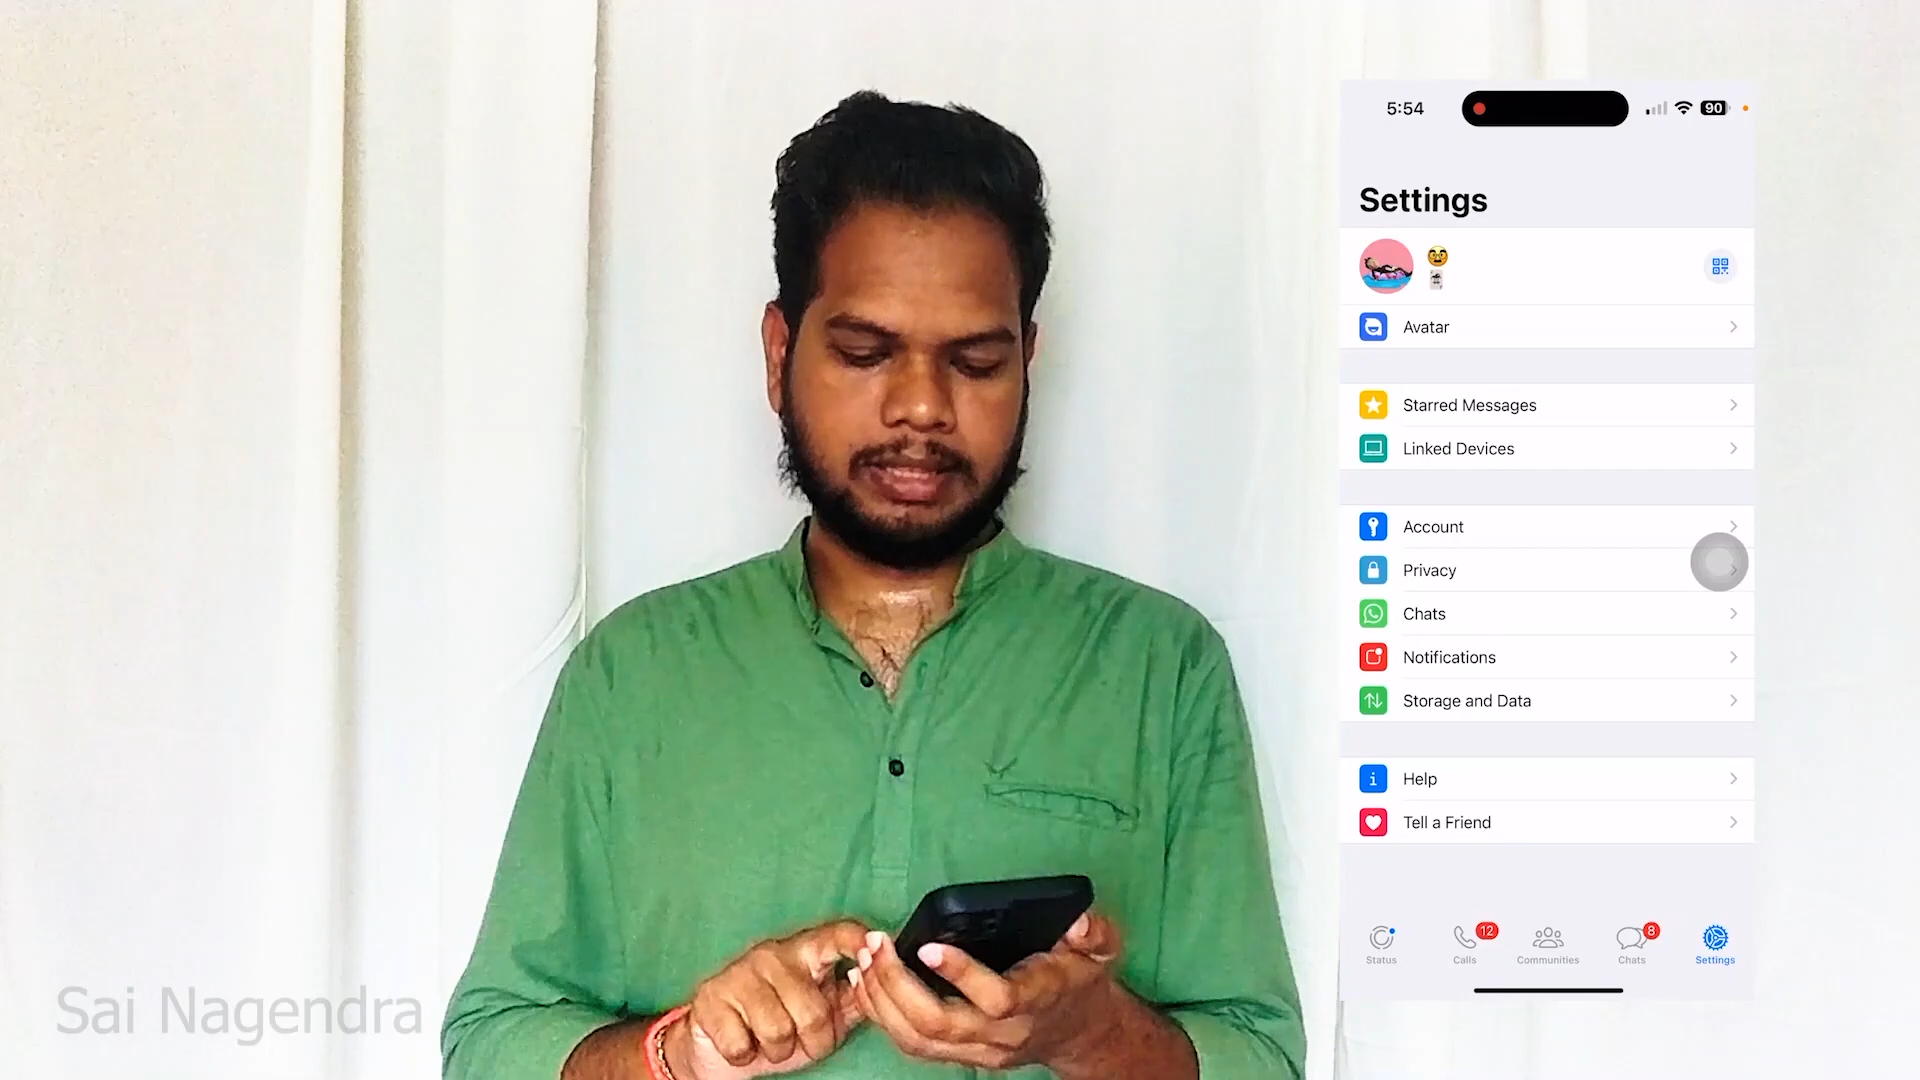 5:54
90
Settings
Avatar
Starred Messages
Linked Devices
Account
Privacy
Chats
Notifications
Storage and Data
Help
Tell a Friend
12
8
Status
Calls
Communities
Chats
Settings
Sai Nagendra